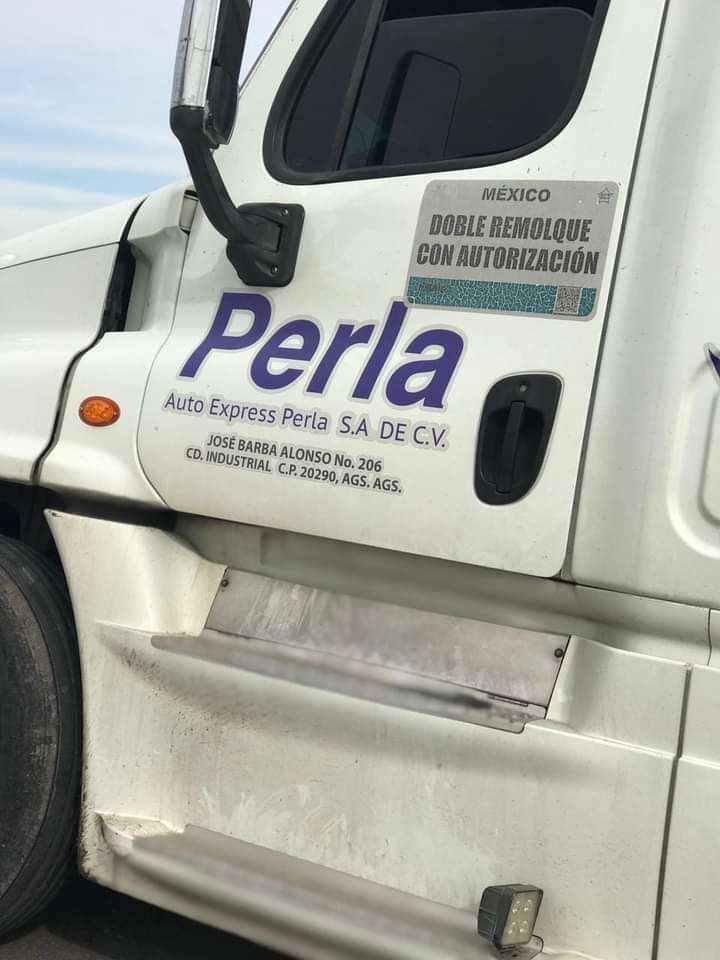 MÉXICO
DOBLE REMOLQUE
CON AUTORIZACIÓN
Perla
Auto Express Perla S.A DE C.V.
JOSÉ BARBA ALONSO No. 206
CD. INDUSTRIAL C.P. 20290, AGS. AGS.